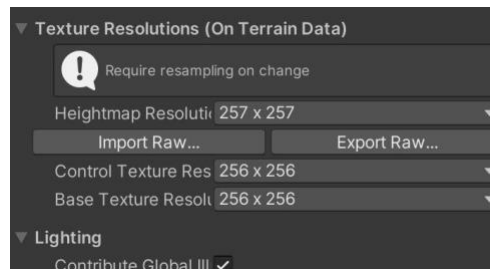 Texture Resolutions (On Terrain Data)
Require resampling on change
Heightmap Resoluti 257 x 257
Import Raw... Export Raw...
Control Texture Res 256 x 256
Base Texture Resolu 256 x 256
Lighting
Contribute Global Ill